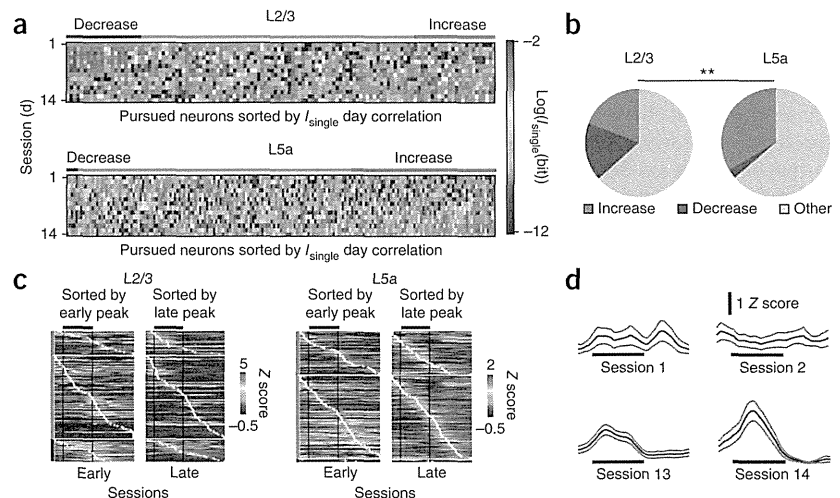 a
Decrease L2/3 Increase
1
14
Session (d)
Pursued neurons sorted by Isingle day correlation
Decrease L5a Increase
1
14
Pursued neurons sorted by Isingle day correlation
−2
Log(Isingle(bit))
−12
b
L2/3 ** L5a
Increase Decrease Other
c
L2/3
Sorted by early peak
Sorted by late peak
5
Z score
−0.5
Early Late
Sessions
L5a
Sorted by early peak
Sorted by late peak
2
Z score
−0.5
Early Late
Sessions
d
1 Z score
Session 1 Session 2
Session 13 Session 14